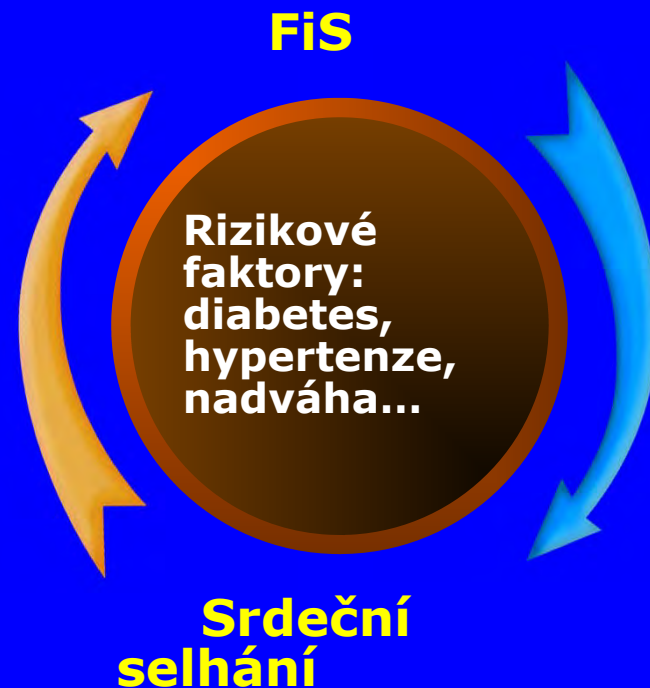 FiS
Rizikové
faktory:
diabetes,
hypertenze,
nadváha…
Srdeční
selhání